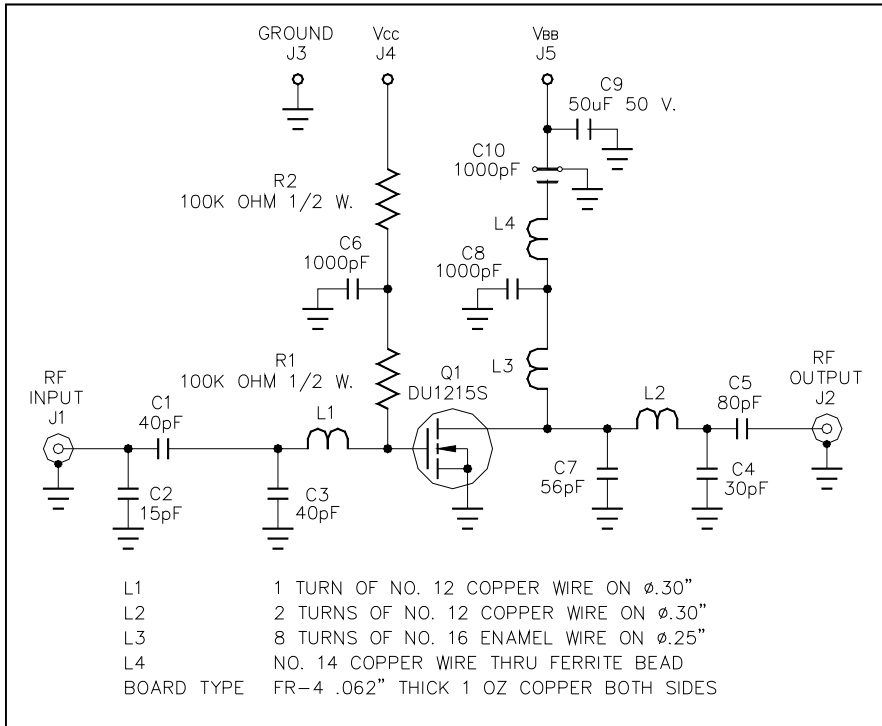 GROUND
J3
Vcc
J4
VBB
J5
C9
50uF 50 V.
C10
1000pF
R2
100K OHM 1/2 W.
L4
C6
1000pF
C8
1000pF
R1
100K OHM 1/2 W.
L3
Q1
DU1215S
RF
INPUT
J1
C1
40pF
L1
L2
C5
80pF
RF
OUTPUT
J2
C2
15pF
C3
40pF
C7
56pF
C4
30pF
L1 1 TURN OF NO. 12 COPPER WIRE ON ø.30”
L2 2 TURNS OF NO. 12 COPPER WIRE ON ø.30”
L3 8 TURNS OF NO. 16 ENAMEL WIRE ON ø.25”
L4 NO. 14 COPPER WIRE THRU FERRITE BEAD
BOARD TYPE FR-4 .062” THICK 1 OZ COPPER BOTH SIDES